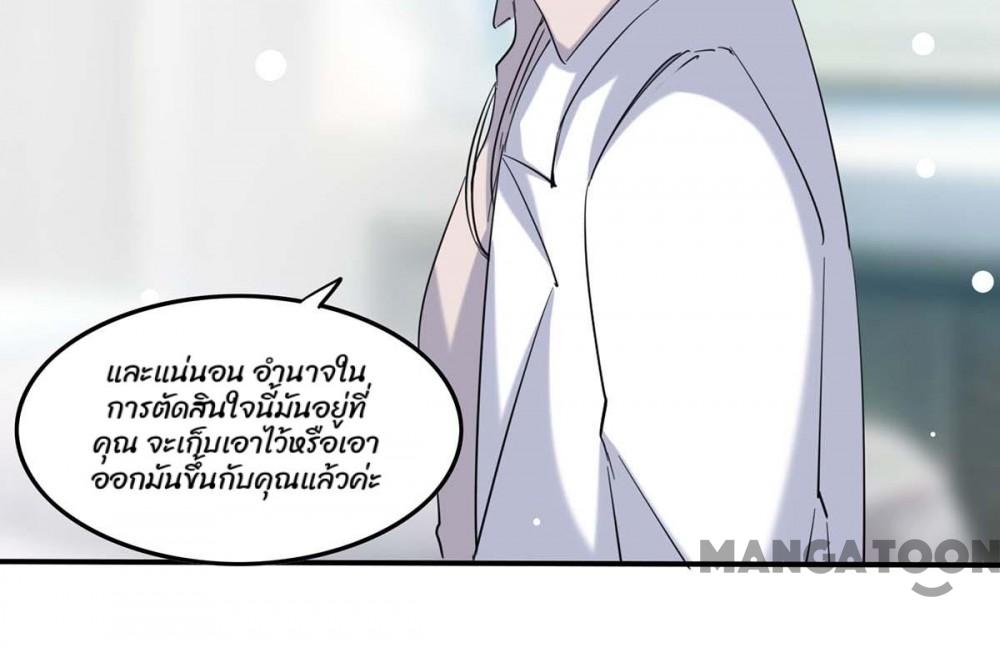 และแน่นอน อำนาจใน
การตัดสินใจนี้มันอยู่ที่
คุณ จะเก็บเอาไว้หรือเอา
ออกมันขึ้นกับคุณแล้วค่ะ
MANGATOON